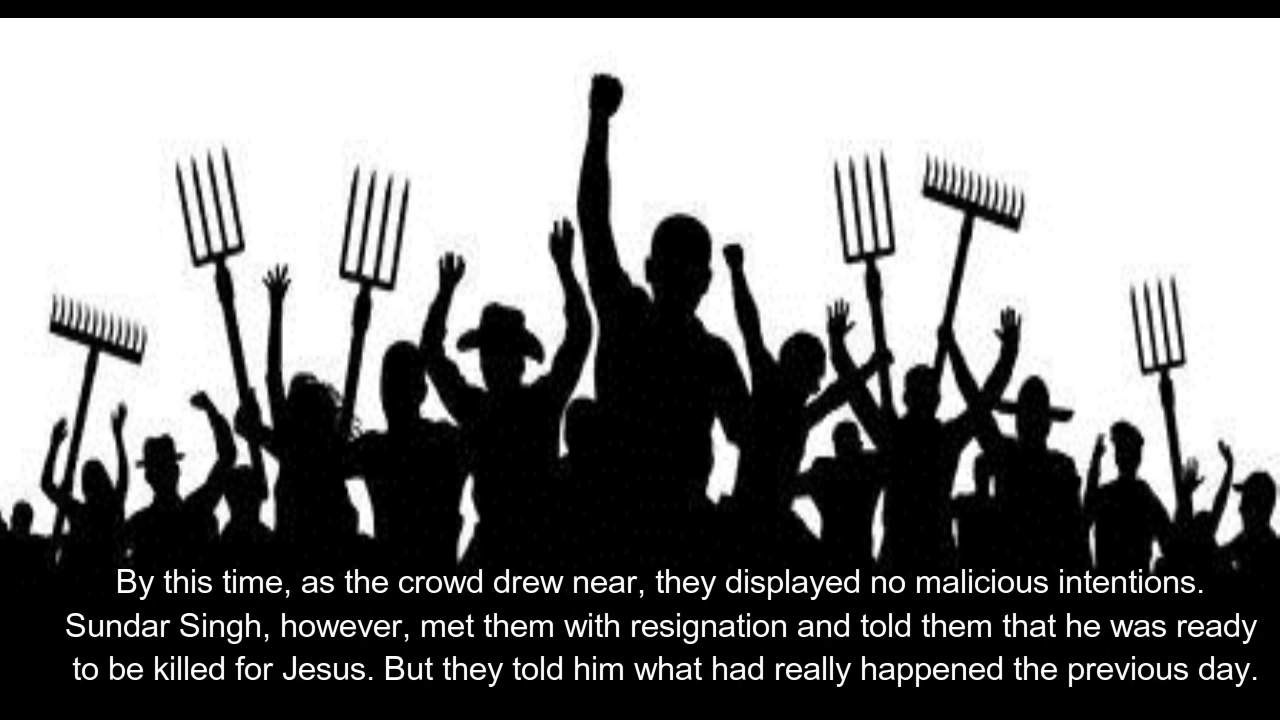 By this time, as the crowd drew near, they displayed no malicious intentions.
Sundar Singh, however, met them with resignation and told them that he was ready
to be killed for Jesus. But they told him what had really happened the previous day.